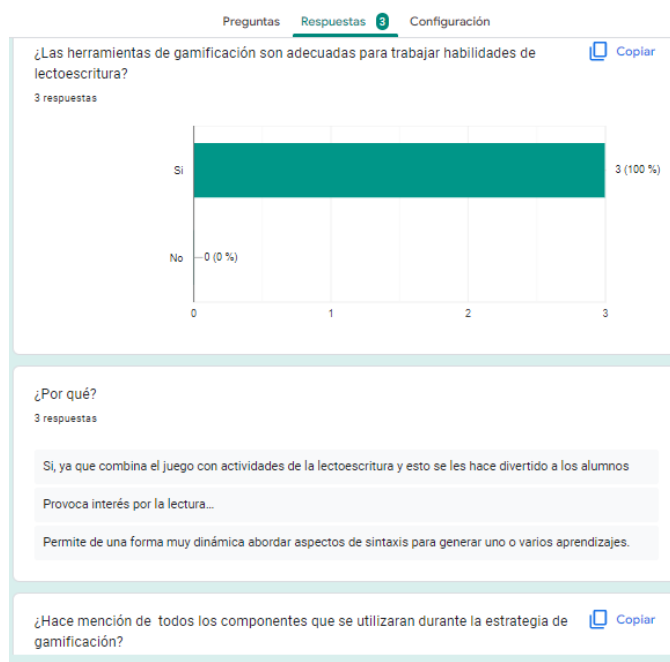 Preguntas Respuestas 3 Configuración
¿Las herramientas de gamificación son adecuadas para trabajar habilidades de
lectoescritura?
Copiar
3 respuestas
Si
3 (100 %)
No
0 (0 %)
0 1 2 3
¿Por qué?
3 respuestas
Si, ya que combina el juego con actividades de la lectoescritura y esto se les hace divertido a los alumnos
Provoca interés por la lectura...
Permite de una forma muy dinámica abordar aspectos de sintaxis para generar uno o varios aprendizajes.
¿Hace mención de todos los componentes que se utilizaran durante la estrategia de
gamificación?
Copiar